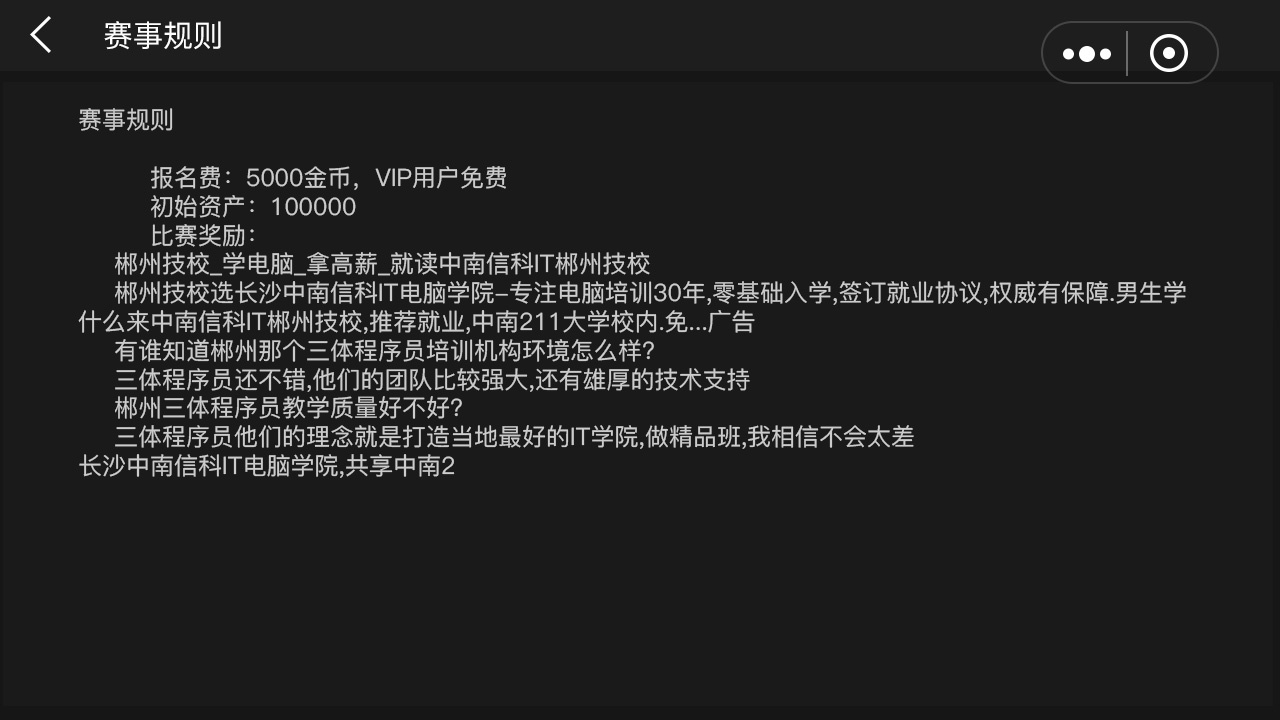 赛事规则
赛事规则
报名费：5000金币，VIP用户免费
初始资产：100000
比赛奖励：
郴州技校_学电脑_拿高薪_就读中南信科IT郴州技校
郴州技校选长沙中南信科IT电脑学院-专注电脑培训30年,零基础入学,签订就业协议,权威有保障.男生学
什么来中南信科IT郴州技校,推荐就业,中南211大学校内.免...广告
有谁知道郴州那个三体程序员培训机构环境怎么样?
三体程序员还不错,他们的团队比较强大,还有雄厚的技术支持
郴州三体程序员教学质量好不好?
三体程序员他们的理念就是打造当地最好的IT学院,做精品班,我相信不会太差
长沙中南信科IT电脑学院,共享中南2